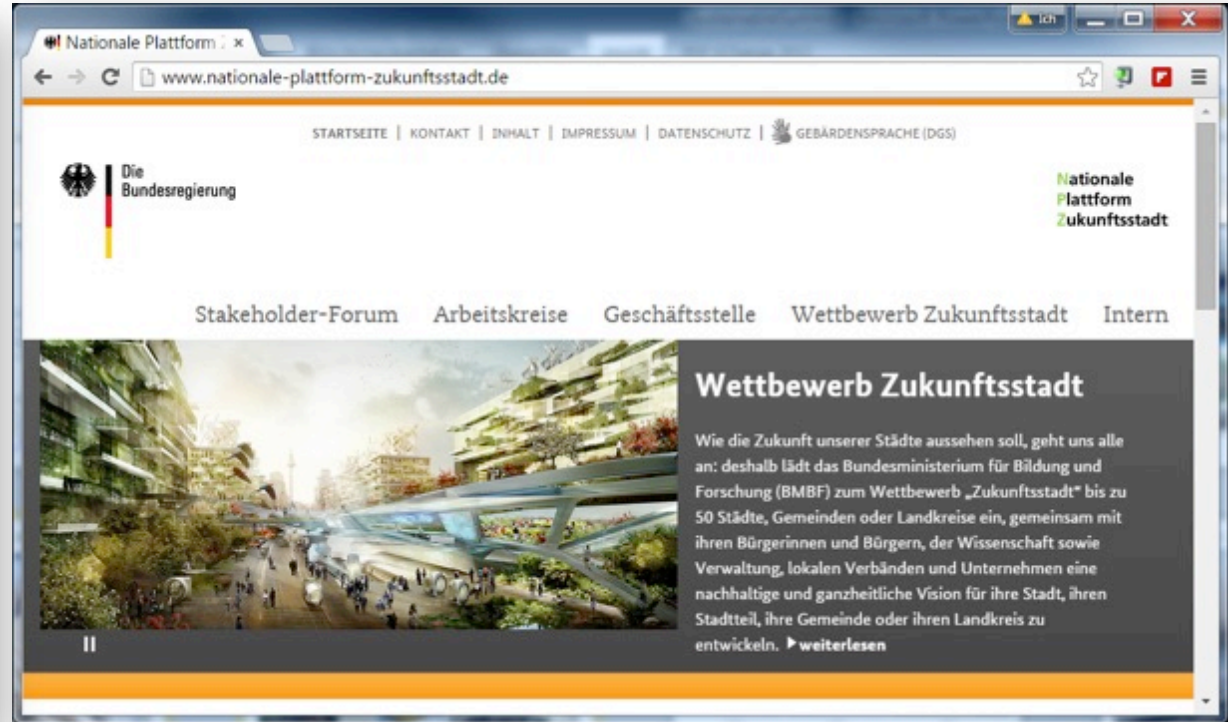 Ich
Nationale Plattform
www.nationale-plattform-zukunftsstadt.de
STARTSEITE | KONTAKT | INHALT | IMPRESSUM | DATENSCHUTZ | GEBÄRDENSPRACHE (DGS)
Die
Bundesregierung
Nationale
Plattform
Zukunftsstadt
Stakeholder-Forum Arbeitskreise Geschäftsstelle Wettbewerb Zukunftsstadt Intern
Wettbewerb Zukunftsstadt
Wie die Zukunft unserer Städte aussehen soll, geht uns alle
an: deshalb lädt das Bundesministerium für Bildung und
Forschung (BMBF) zum Wettbewerb „Zukunftsstadt“ bis zu
50 Städte, Gemeinden oder Landkreise ein, gemeinsam mit
ihren Bürgerinnen und Bürgern, der Wissenschaft sowie
Verwaltung, lokalen Verbänden und Unternehmen eine
nachhaltige und ganzheitliche Vision für ihre Stadt, ihren
Stadtteil, ihre Gemeinde oder ihren Landkreis zu
entwickeln. weiterlesen